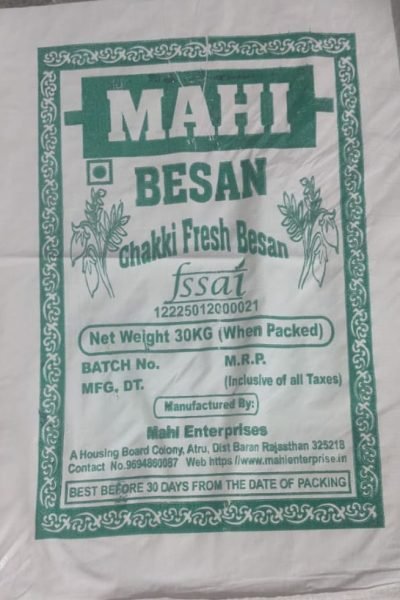 MAHI
BESAN
Chakki Fresh Besan
fssai
12225012000021
Net Weight 30KG (When Packed)
BATCH No. M.R.P.
MFG, DT. (Inclusive of all Taxes)
Manufactured By:
Mahi Enterprises
A Housing Board Colony, Atru, Dist Baran Rajasthan 325218
Contact No.9694860087 Web https //www.mahienterprise.in
BEST BEFORE 30 DAYS FROM THE DATE OF PACKING